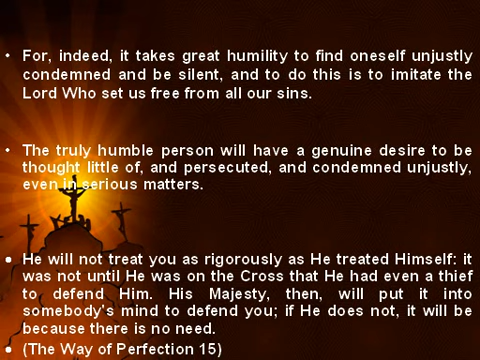 • For, indeed, it takes great humility to find oneself unjustly
condemned and be silent, and to do this is to imitate the
Lord Who set us free from all our sins.
• The truly humble person will have a genuine desire to be
thought little of, and persecuted, and condemned unjustly,
even in serious matters.
• He will not treat you as rigorously as He treated Himself: it
was not until He was on the Cross that He had even a thief
to defend Him. His Majesty, then, will put it into
somebody's mind to defend you; if He does not, it will be
because there is no need.
• (The Way of Perfection 15)